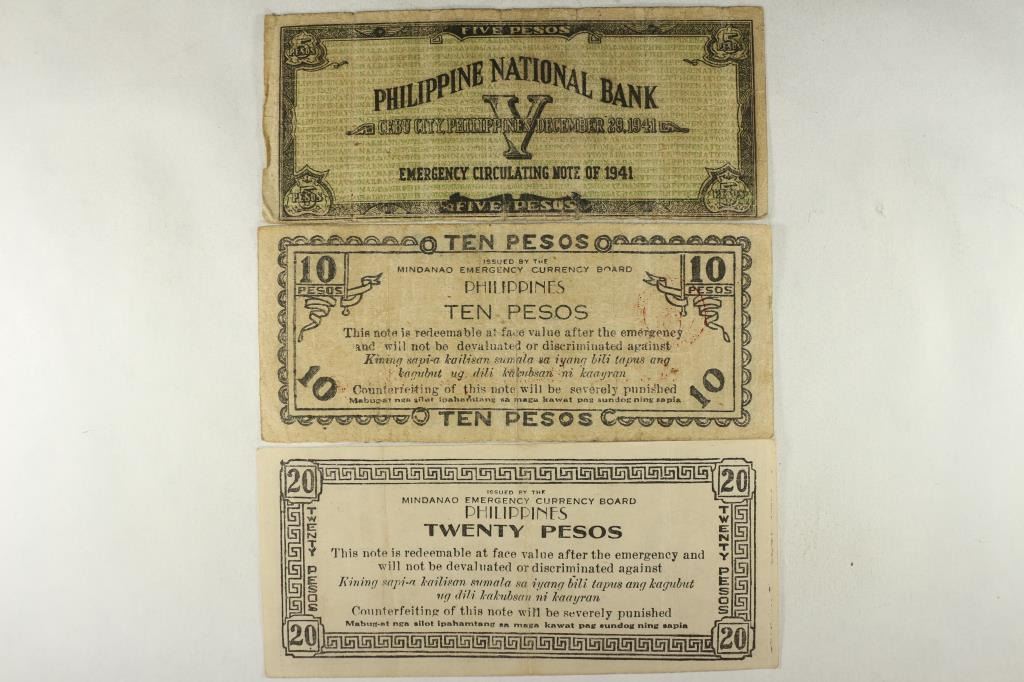 FIVE PESOS
5 PESOS
5 PESOS
PHILIPPINE NATIONAL BANK
V
CEBU CITY, PHILIPPINES DECEMBER 29, 1941
EMERGENCY CIRCULATING NOTE OF 1941
5 PESOS
5 PESOS
FIVE PESOS
TEN PESOS
10 PESOS
10 PESOS
ISSUED BY THE
MINDANAO EMERGENCY CURRENCY BOARD
PHILIPPINES
TEN PESOS
This note is redeemable at face value after the emergency
and will not be devaluated or discriminated against
Kining sapi-a kailisan sumala sa iyang bili tapus ang
kagubut ug dili kakubsan ni kaayran
Counterfeiting of this note will be severely punished
Mabug-at nga silot ipahamtang sa maga kawat pag sundog ning sapia
10
10
TEN PESOS
20
20
ISSUED BY THE
MINDANAO EMERGENCY CURRENCY BOARD
PHILIPPINES
TWENTY PESOS
TWENTY PESOS
TWENTY PESOS
This note is redeemable at face value after the emergency and
will not be devaluated or discriminated against
Kining sapi-a kailisan sumala sa iyang bili tapus ang kagubut
ug dili kakubsan ni kaayran
Counterfeiting of this note will be severely punished
Mabug-at nga silot ipahamtang sa maga kawat pag sundog ning sapia
20
20